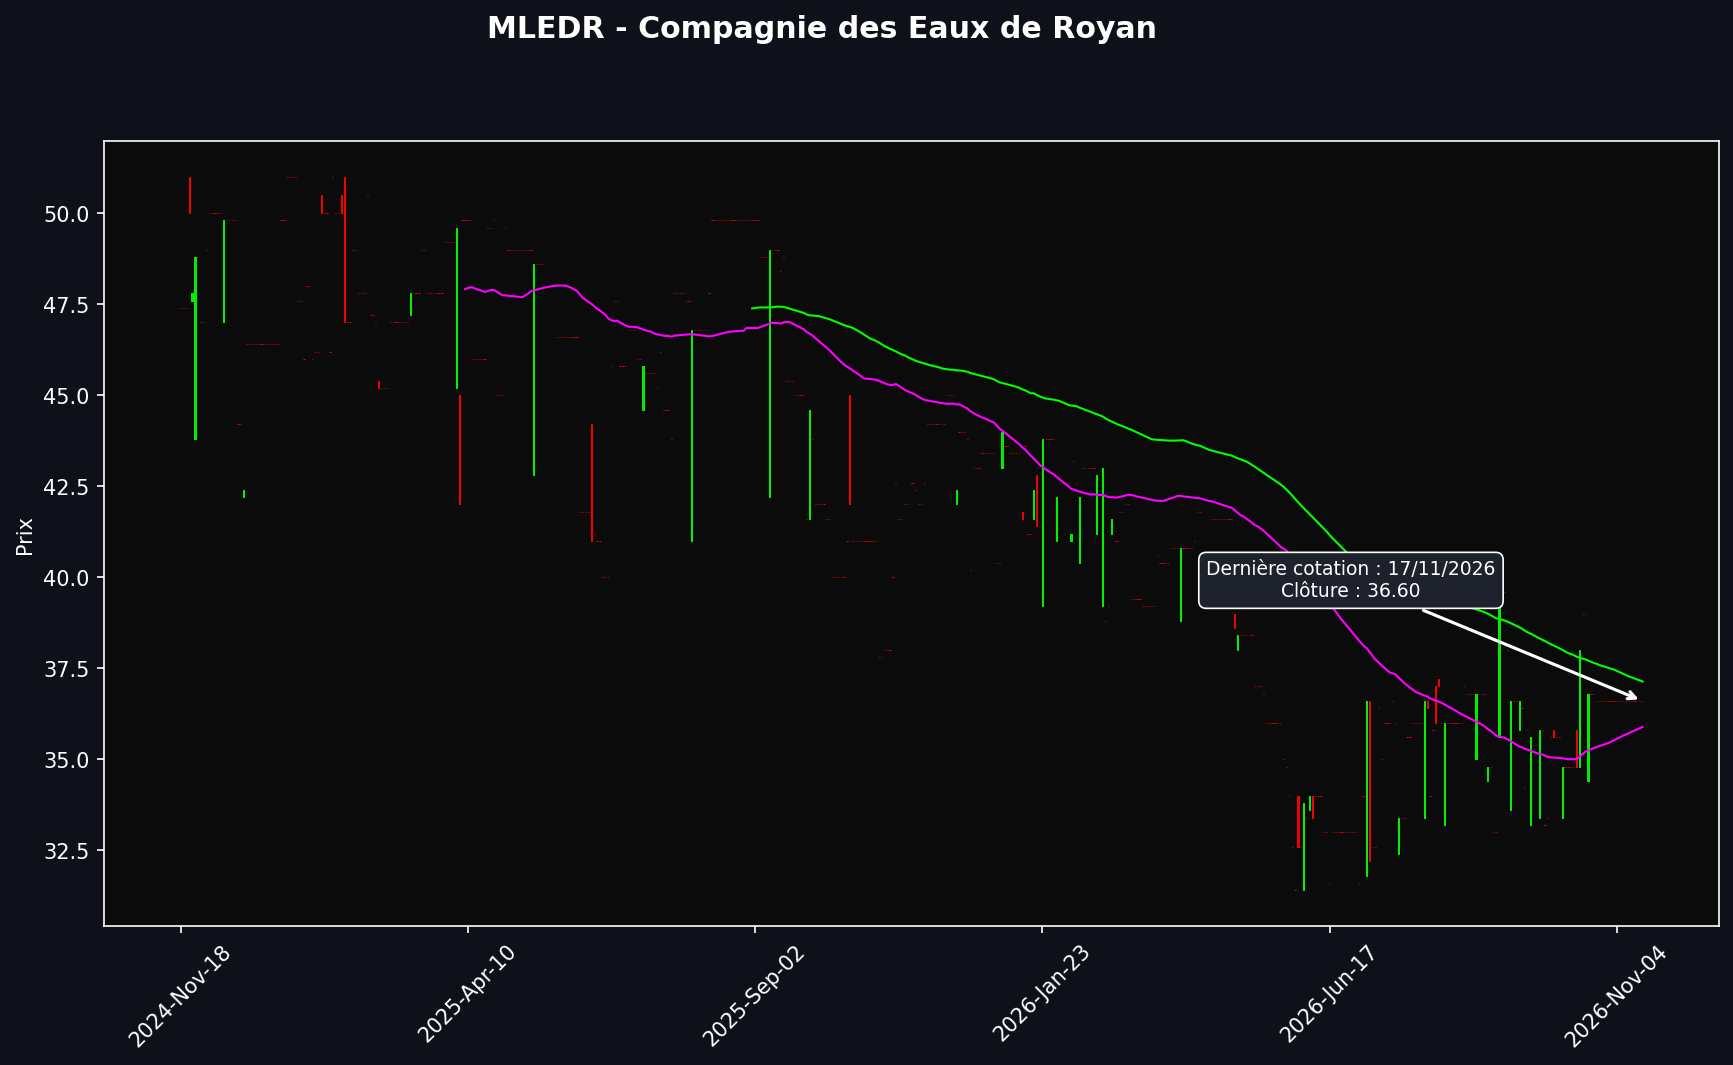 MLEDR - Compagnie des Eaux de Royan
Prix
50.0
47.5
45.0
42.5
40.0
37.5
35.0
32.5
Dernière cotation : 17/11/2026
Clôture : 36.60
2024-Nov-18
2025-Apr-10
2025-Sep-02
2026-Jan-23
2026-Jun-17
2026-Nov-04